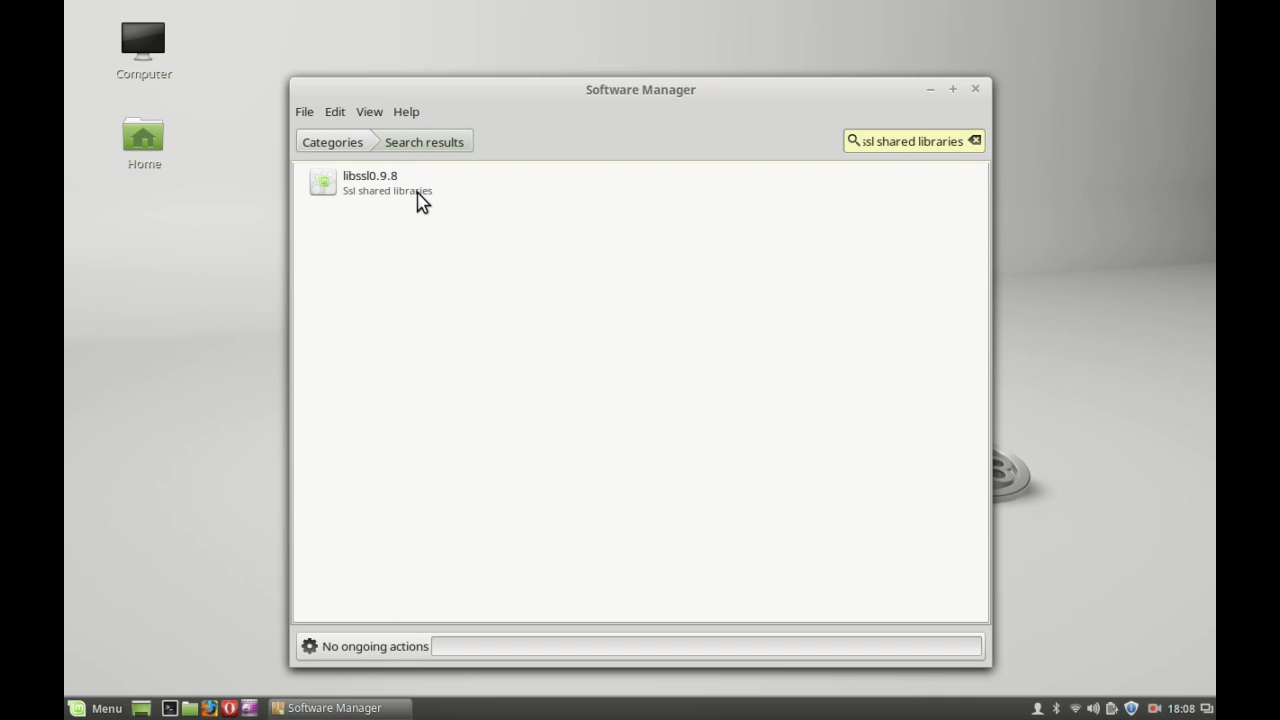 Computer
Home
Software Manager
File Edit View Help
Categories Search results
ssl shared libraries
libssl0.9.8
Ssl shared libraries
No ongoing actions
Menu
Software Manager
18:08